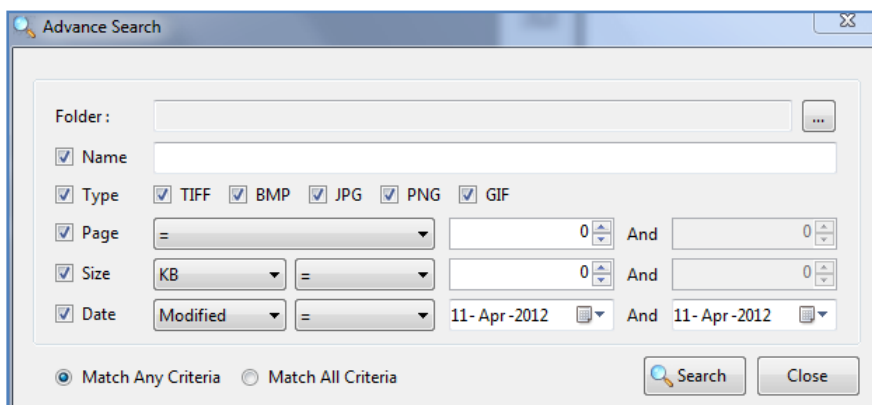 Advance Search
Folder :
...
Name
Type TIFF BMP JPG PNG GIF
Page = 0 And 0
Size KB = 0 And 0
Date Modified = 11- Apr -2012 And 11- Apr -2012
Match Any Criteria Match All Criteria Search Close